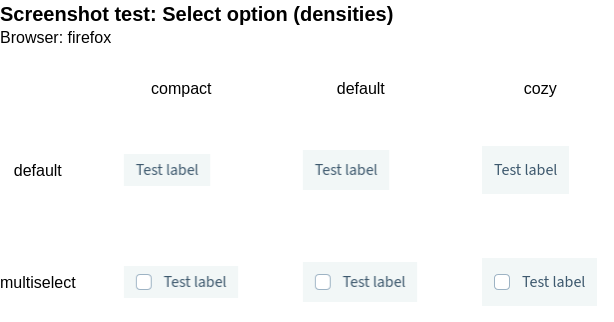 Screenshot test: Select option (densities)
Browser: firefox
compact default cozy
default Test label Test label Test label
multiselect Test label Test label Test label